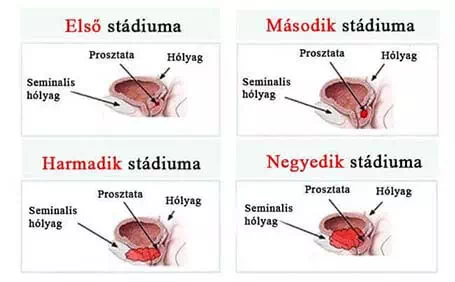 Első stádiuma
Prosztata
Hólyag
Seminalis
hólyag
Második stádiuma
Prosztata
Hólyag
Seminalis
hólyag
Harmadik stádiuma
Prosztata
Hólyag
Seminalis
hólyag
Negyedik stádiuma
Prosztata
Hólyag
Seminalis
hólyag